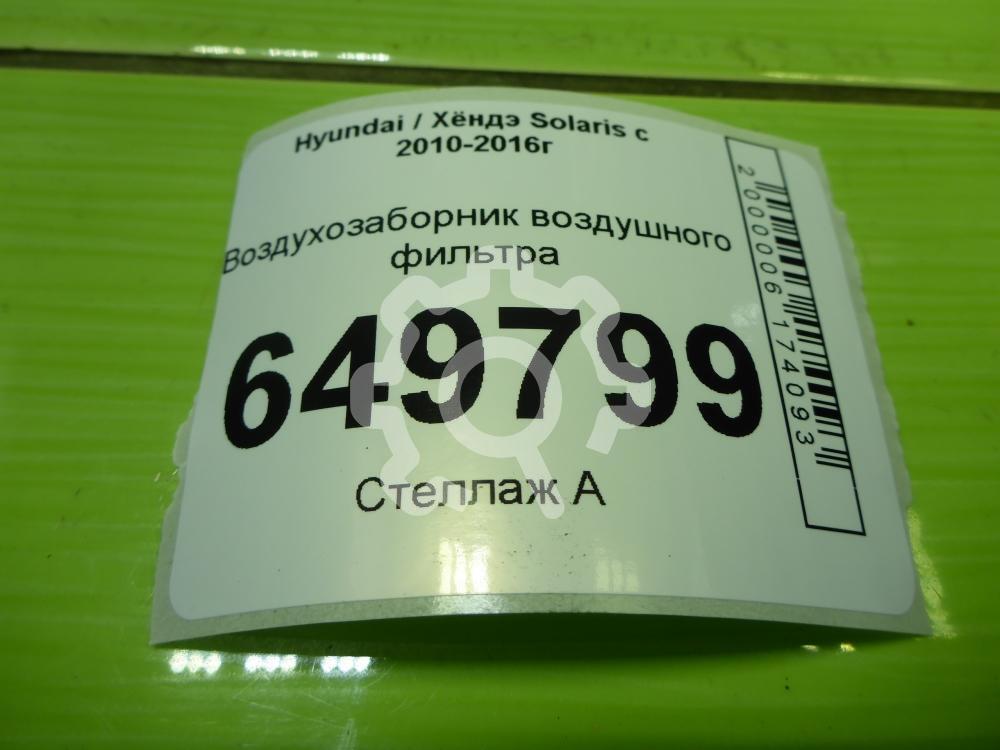 Hyundai / Хёндэ Solaris с
2010-2016г
Воздухозаборник воздушного
фильтра
649799
Стеллаж А
2000006174093